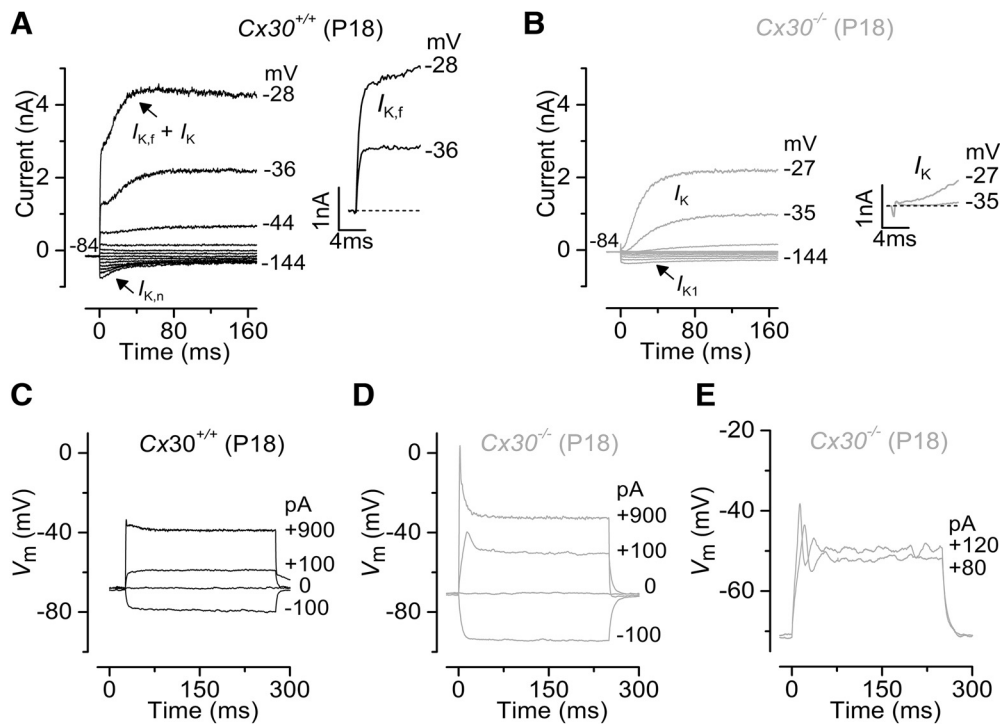 A
Cx30+/+ (P18)
mV
-28
-36
-44
-84
-144
IK,f + IK
IK,n
Current (nA)
4
2
0
0 80 160
Time (ms)
mV
-28
IK,f
-36
1nA
4ms
B
Cx30-/- (P18)
mV
-27
IK
-35
-84
-144
IK1
Current (nA)
4
2
0
0 80 160
Time (ms)
mV
IK
-27
-35
1nA
4ms
C
Cx30+/+ (P18)
pA
+900
+100
0
-100
Vm (mV)
0
-40
-80
0 150 300
Time (ms)
D
Cx30-/- (P18)
pA
+900
+100
0
-100
Vm (mV)
0
-40
-80
0 150 300
Time (ms)
E
Cx30-/- (P18)
pA
+120
+80
Vm (mV)
-20
-40
-60
0 150 300
Time (ms)